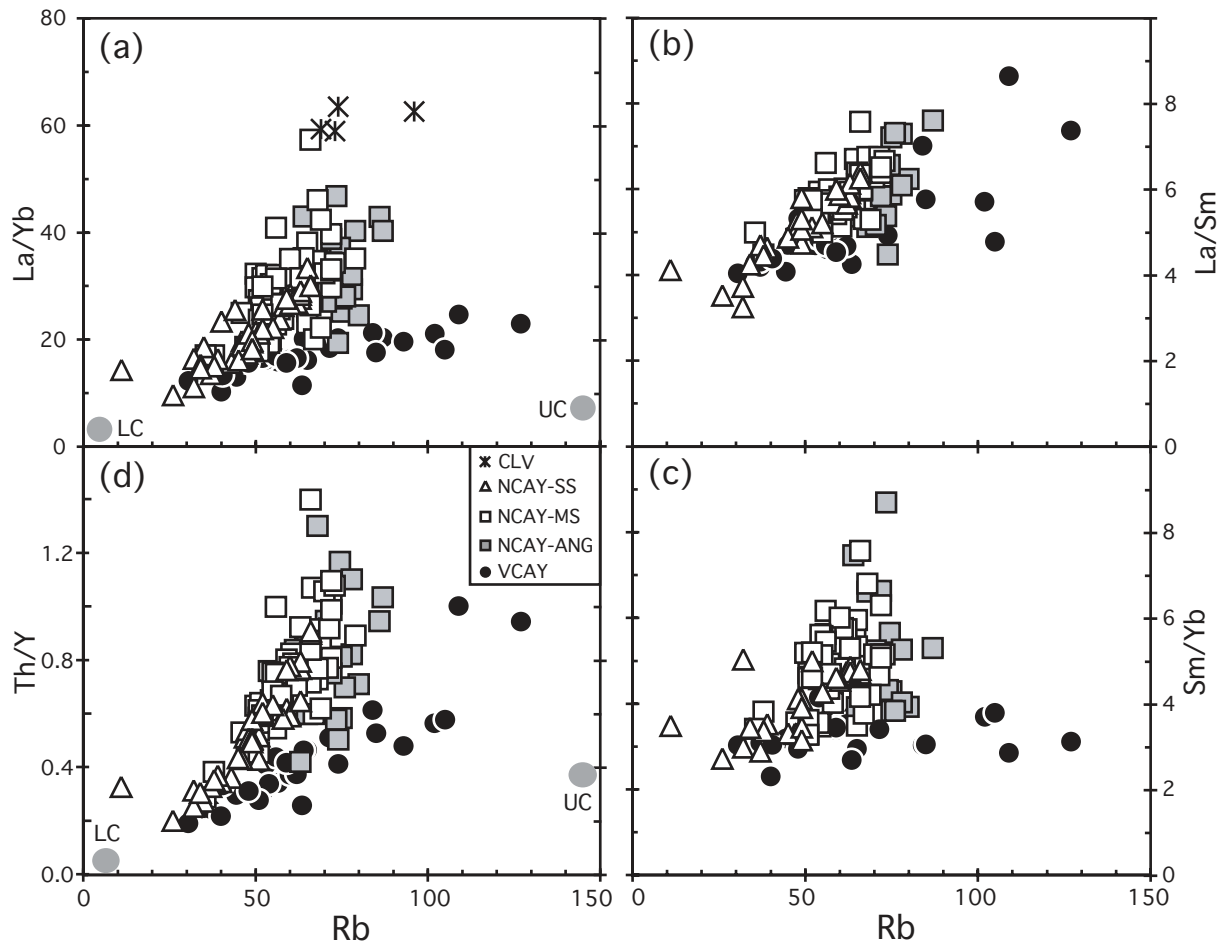 (a)
80
60
40
20
0
La/Yb
LC
UC
(b)
8
6
4
2
0
La/Sm
(d)
CLV
NCAY-SS
NCAY-MS
NCAY-ANG
VCAY
1.2
0.8
0.4
0.0
Th/Y
LC
UC
0 50 100 150
Rb
(c)
8
6
4
2
0
Sm/Yb
0 50 100 150
Rb